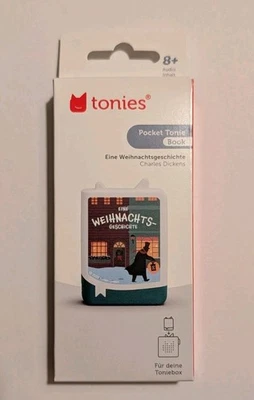 8+
tonies®
Pocket Tonie
Book
Eine Weihnachtsgeschichte
Charles Dickens
EINE
WEIHNACHTS-
GESCHICHTE
Für deine
Toniebox